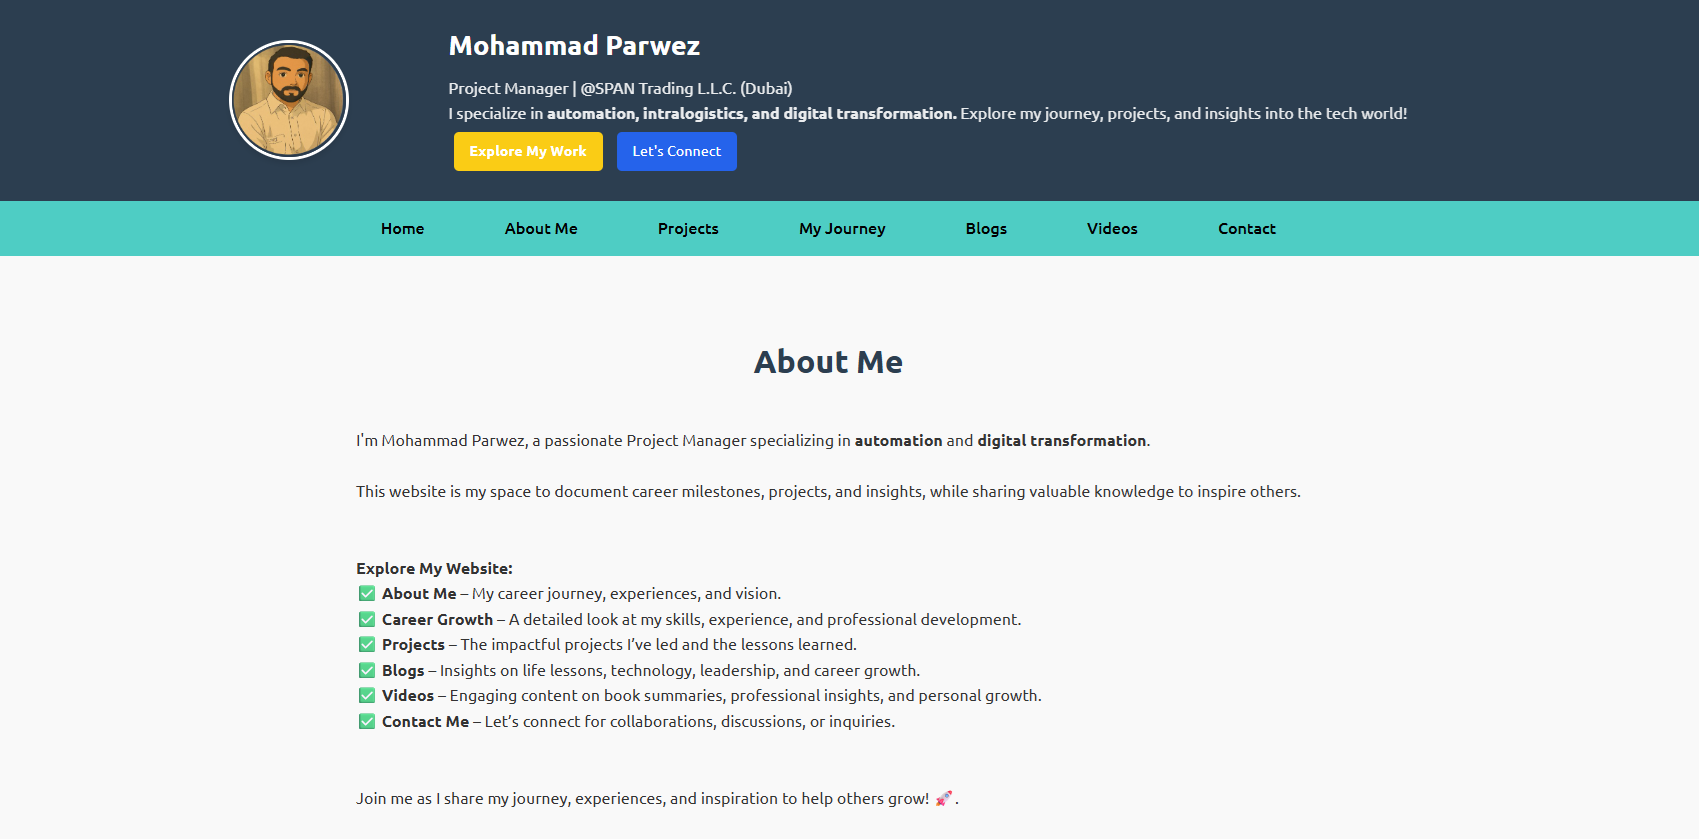 Mohammad Parwez
Project Manager | @SPAN Trading L.L.C. (Dubai)
I specialize in automation, intralogistics, and digital transformation. Explore my journey, projects, and insights into the tech world!
Explore My Work Let's Connect
Home About Me Projects My Journey Blogs Videos Contact
About Me
I'm Mohammad Parwez, a passionate Project Manager specializing in automation and digital transformation.
This website is my space to document career milestones, projects, and insights, while sharing valuable knowledge to inspire others.
Explore My Website:
✅ About Me – My career journey, experiences, and vision.
✅ Career Growth – A detailed look at my skills, experience, and professional development.
✅ Projects – The impactful projects I’ve led and the lessons learned.
✅ Blogs – Insights on life lessons, technology, leadership, and career growth.
✅ Videos – Engaging content on book summaries, professional insights, and personal growth.
✅ Contact Me – Let’s connect for collaborations, discussions, or inquiries.
Join me as I share my journey, experiences, and inspiration to help others grow! 🚀.